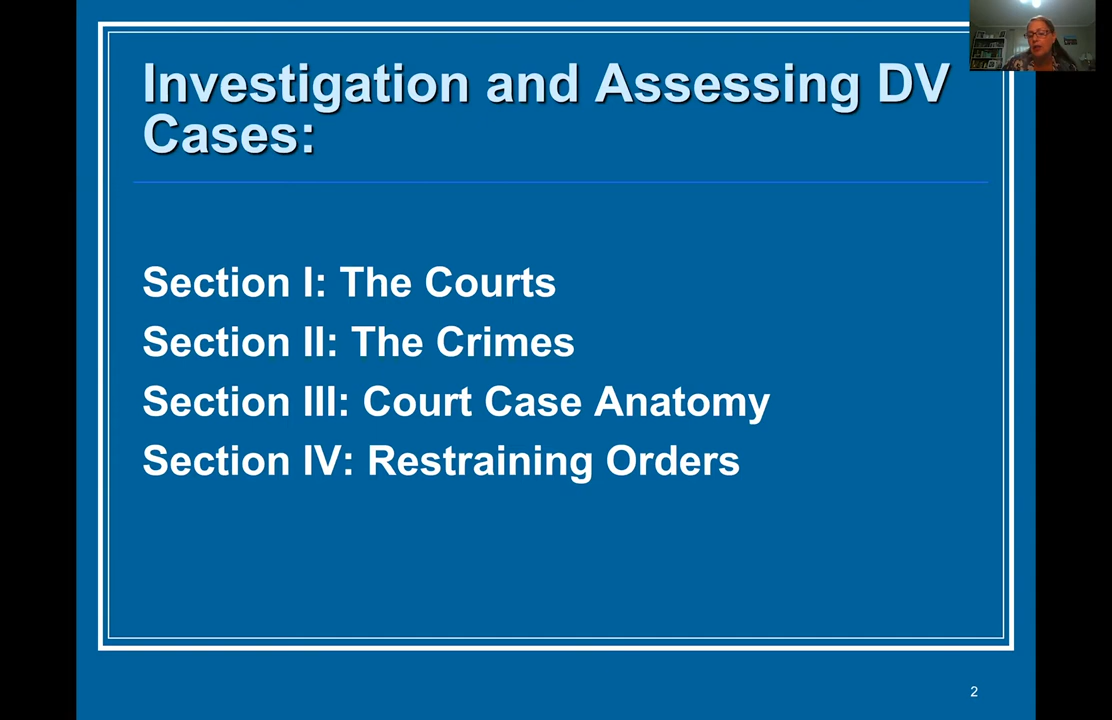 Investigation and Assessing DV
Cases:
Section I: The Courts
Section II: The Crimes
Section III: Court Case Anatomy
Section IV: Restraining Orders
2